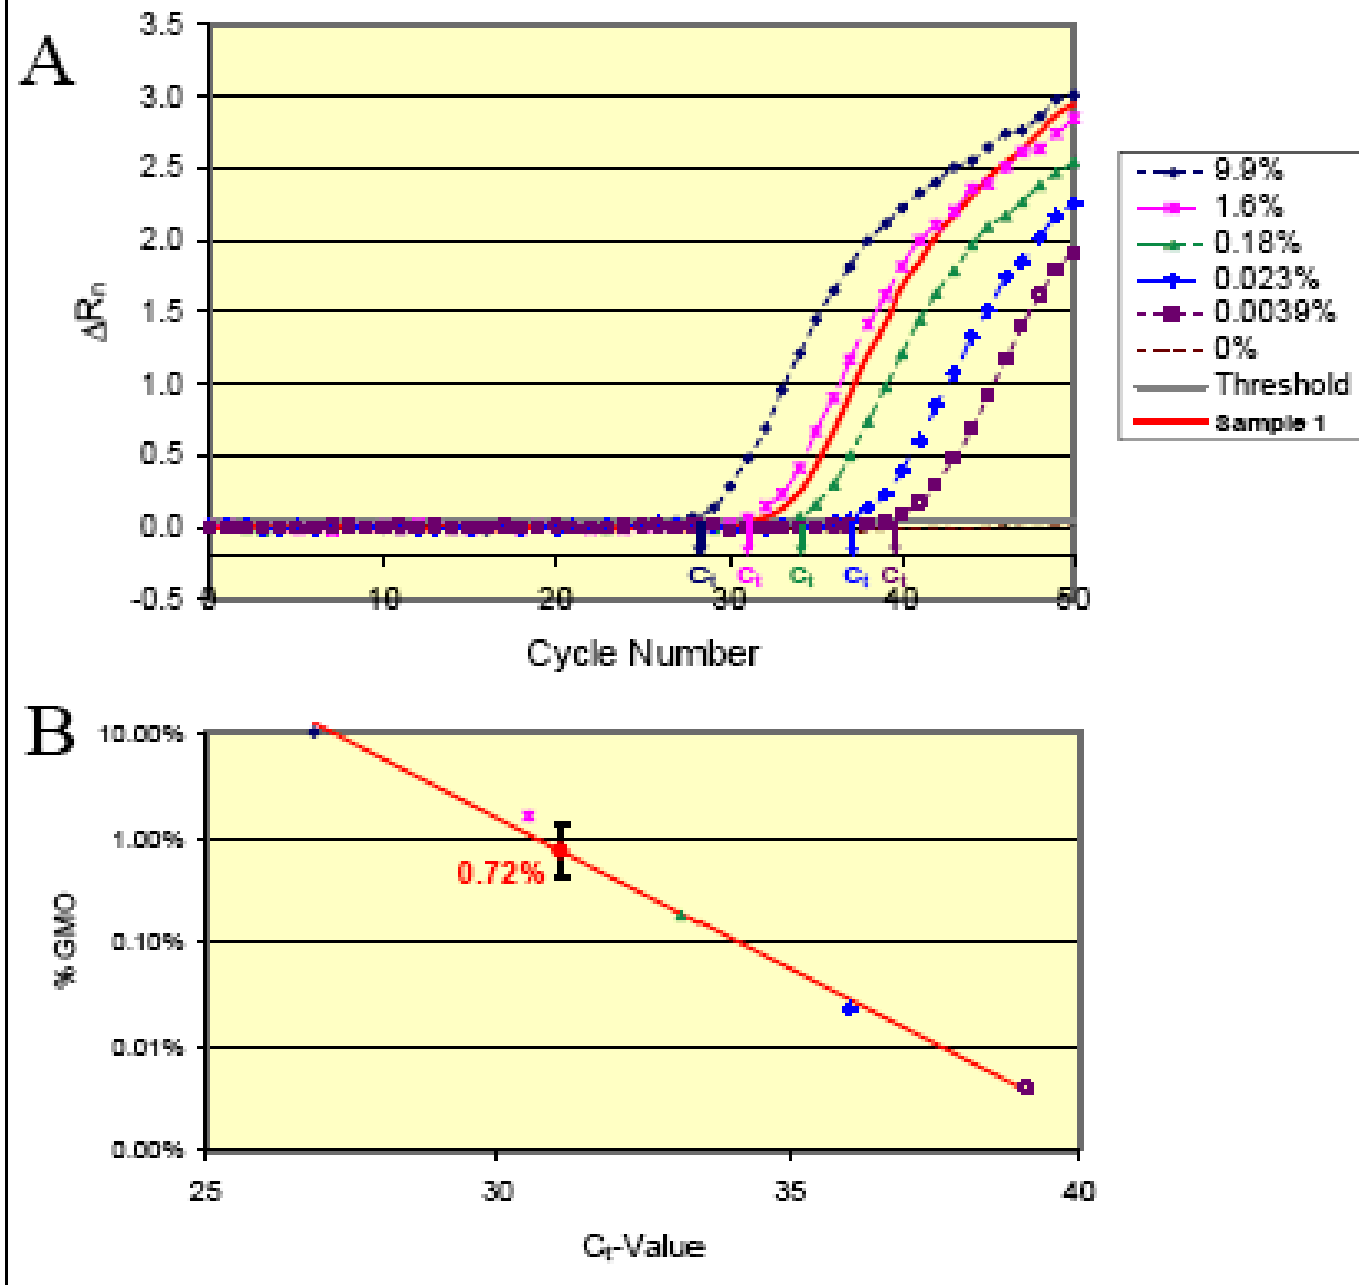 A
3.5
3.0
2.5
2.0
1.5
1.0
0.5
0.0
-0.5
ΔRn
Ct Ct Ct Ct Ct
0 10 20 30 40 50
Cycle Number
9.9%
1.6%
0.18%
0.023%
0.0039%
0%
Threshold
Sample 1
B
10.00%
1.00%
0.10%
0.01%
0.00%
% GMO
0.72%
25 30 35 40
Ct-Value